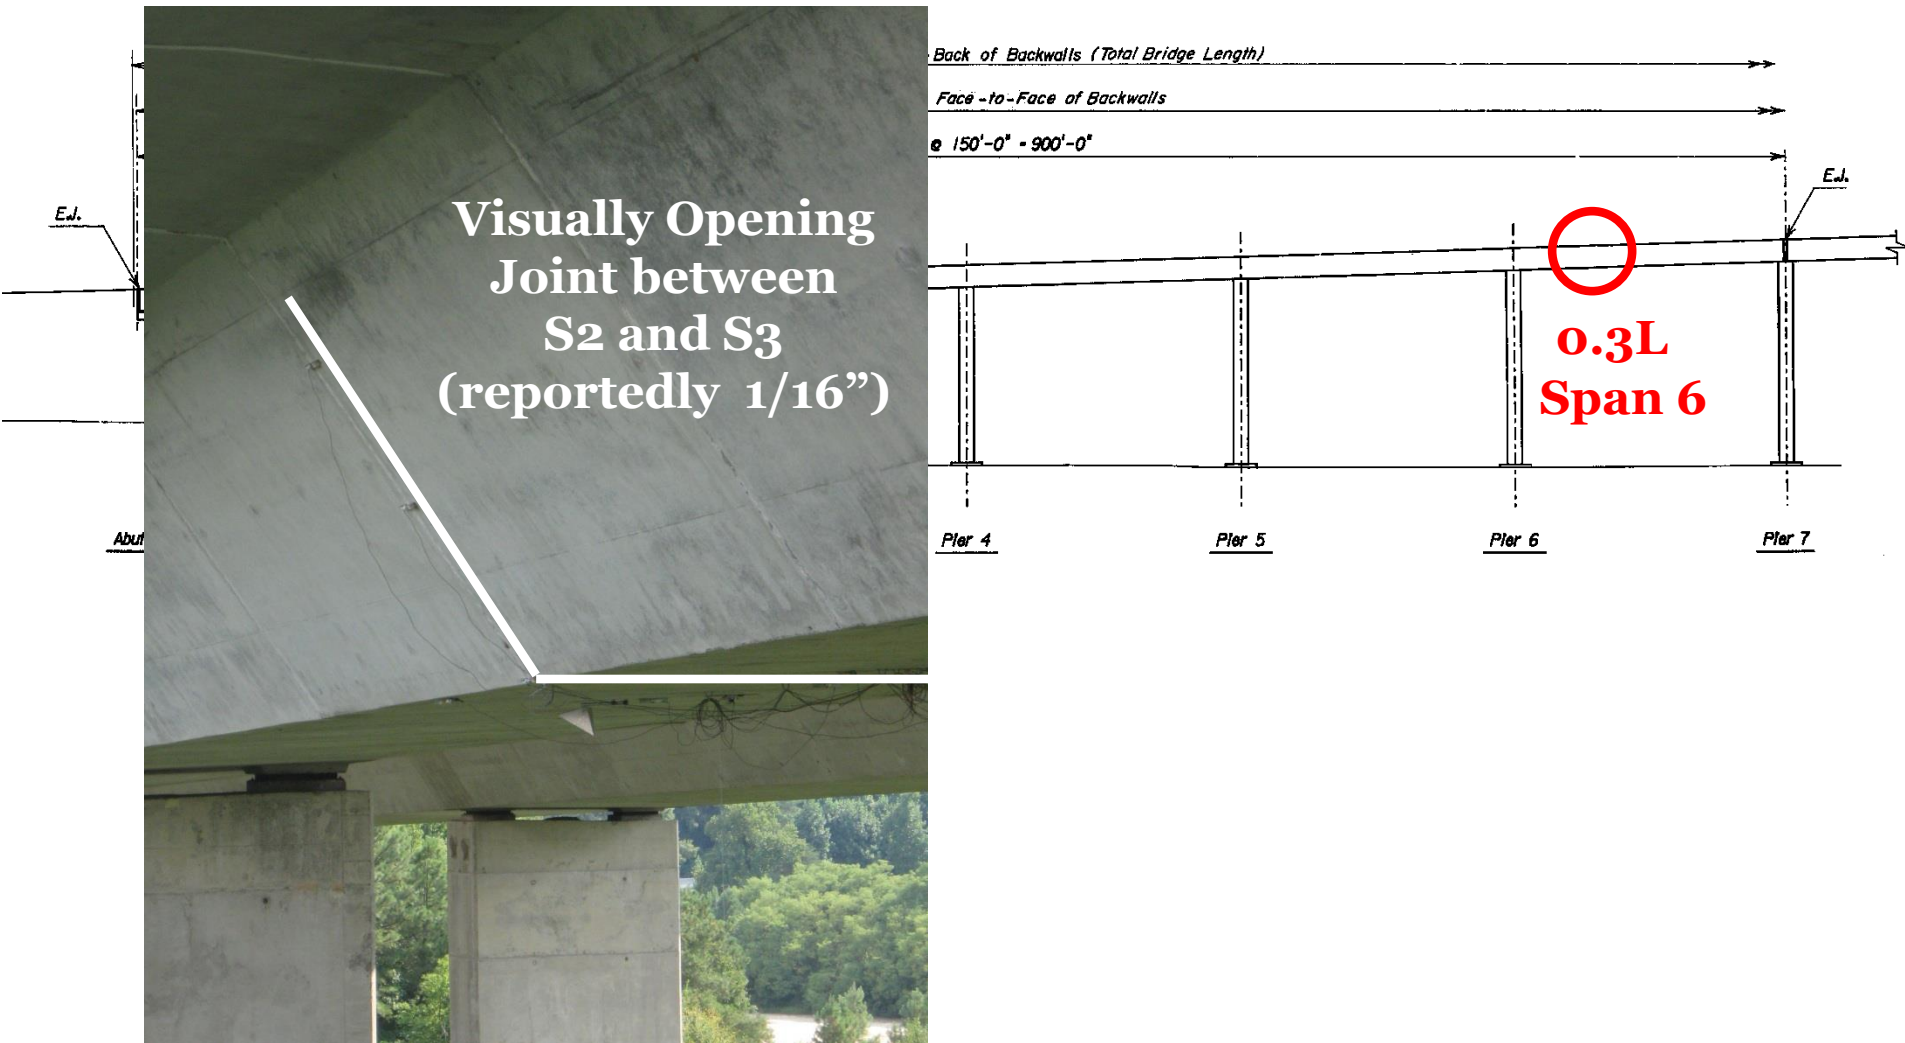 Back of Backwalls (Total Bridge Length)
Face-to-Face of Backwalls
@ 150'-0" = 900'-0"
E.J.
E.J.
Visually Opening
Joint between
S2 and S3
(reportedly 1/16”)
0.3L
Span 6
Abut
Pier 4
Pier 5
Pier 6
Pier 7